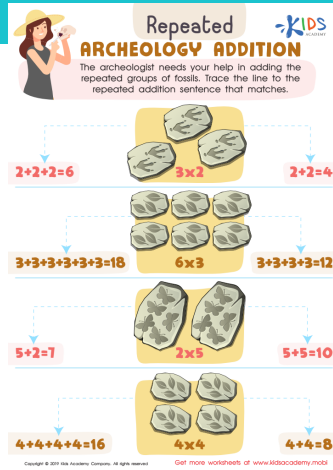 Repeated
KIDS
ACADEMY
ARCHEOLOGY ADDITION
The archeologist needs your help in adding the
repeated groups of fossils. Trace the line to the
repeated addition sentence that matches.
2+2+2=6 3x2 2+2=4
3+3+3+3+3+3=18 6x3 3+3+3+3=12
5+2=7 2x5 5+5=10
4+4+4+4=16 4x4 4+4=8
Copyright © 2019 Kids Academy Company. All rights reserved
Get more worksheets at www.kidsacademy.mobi